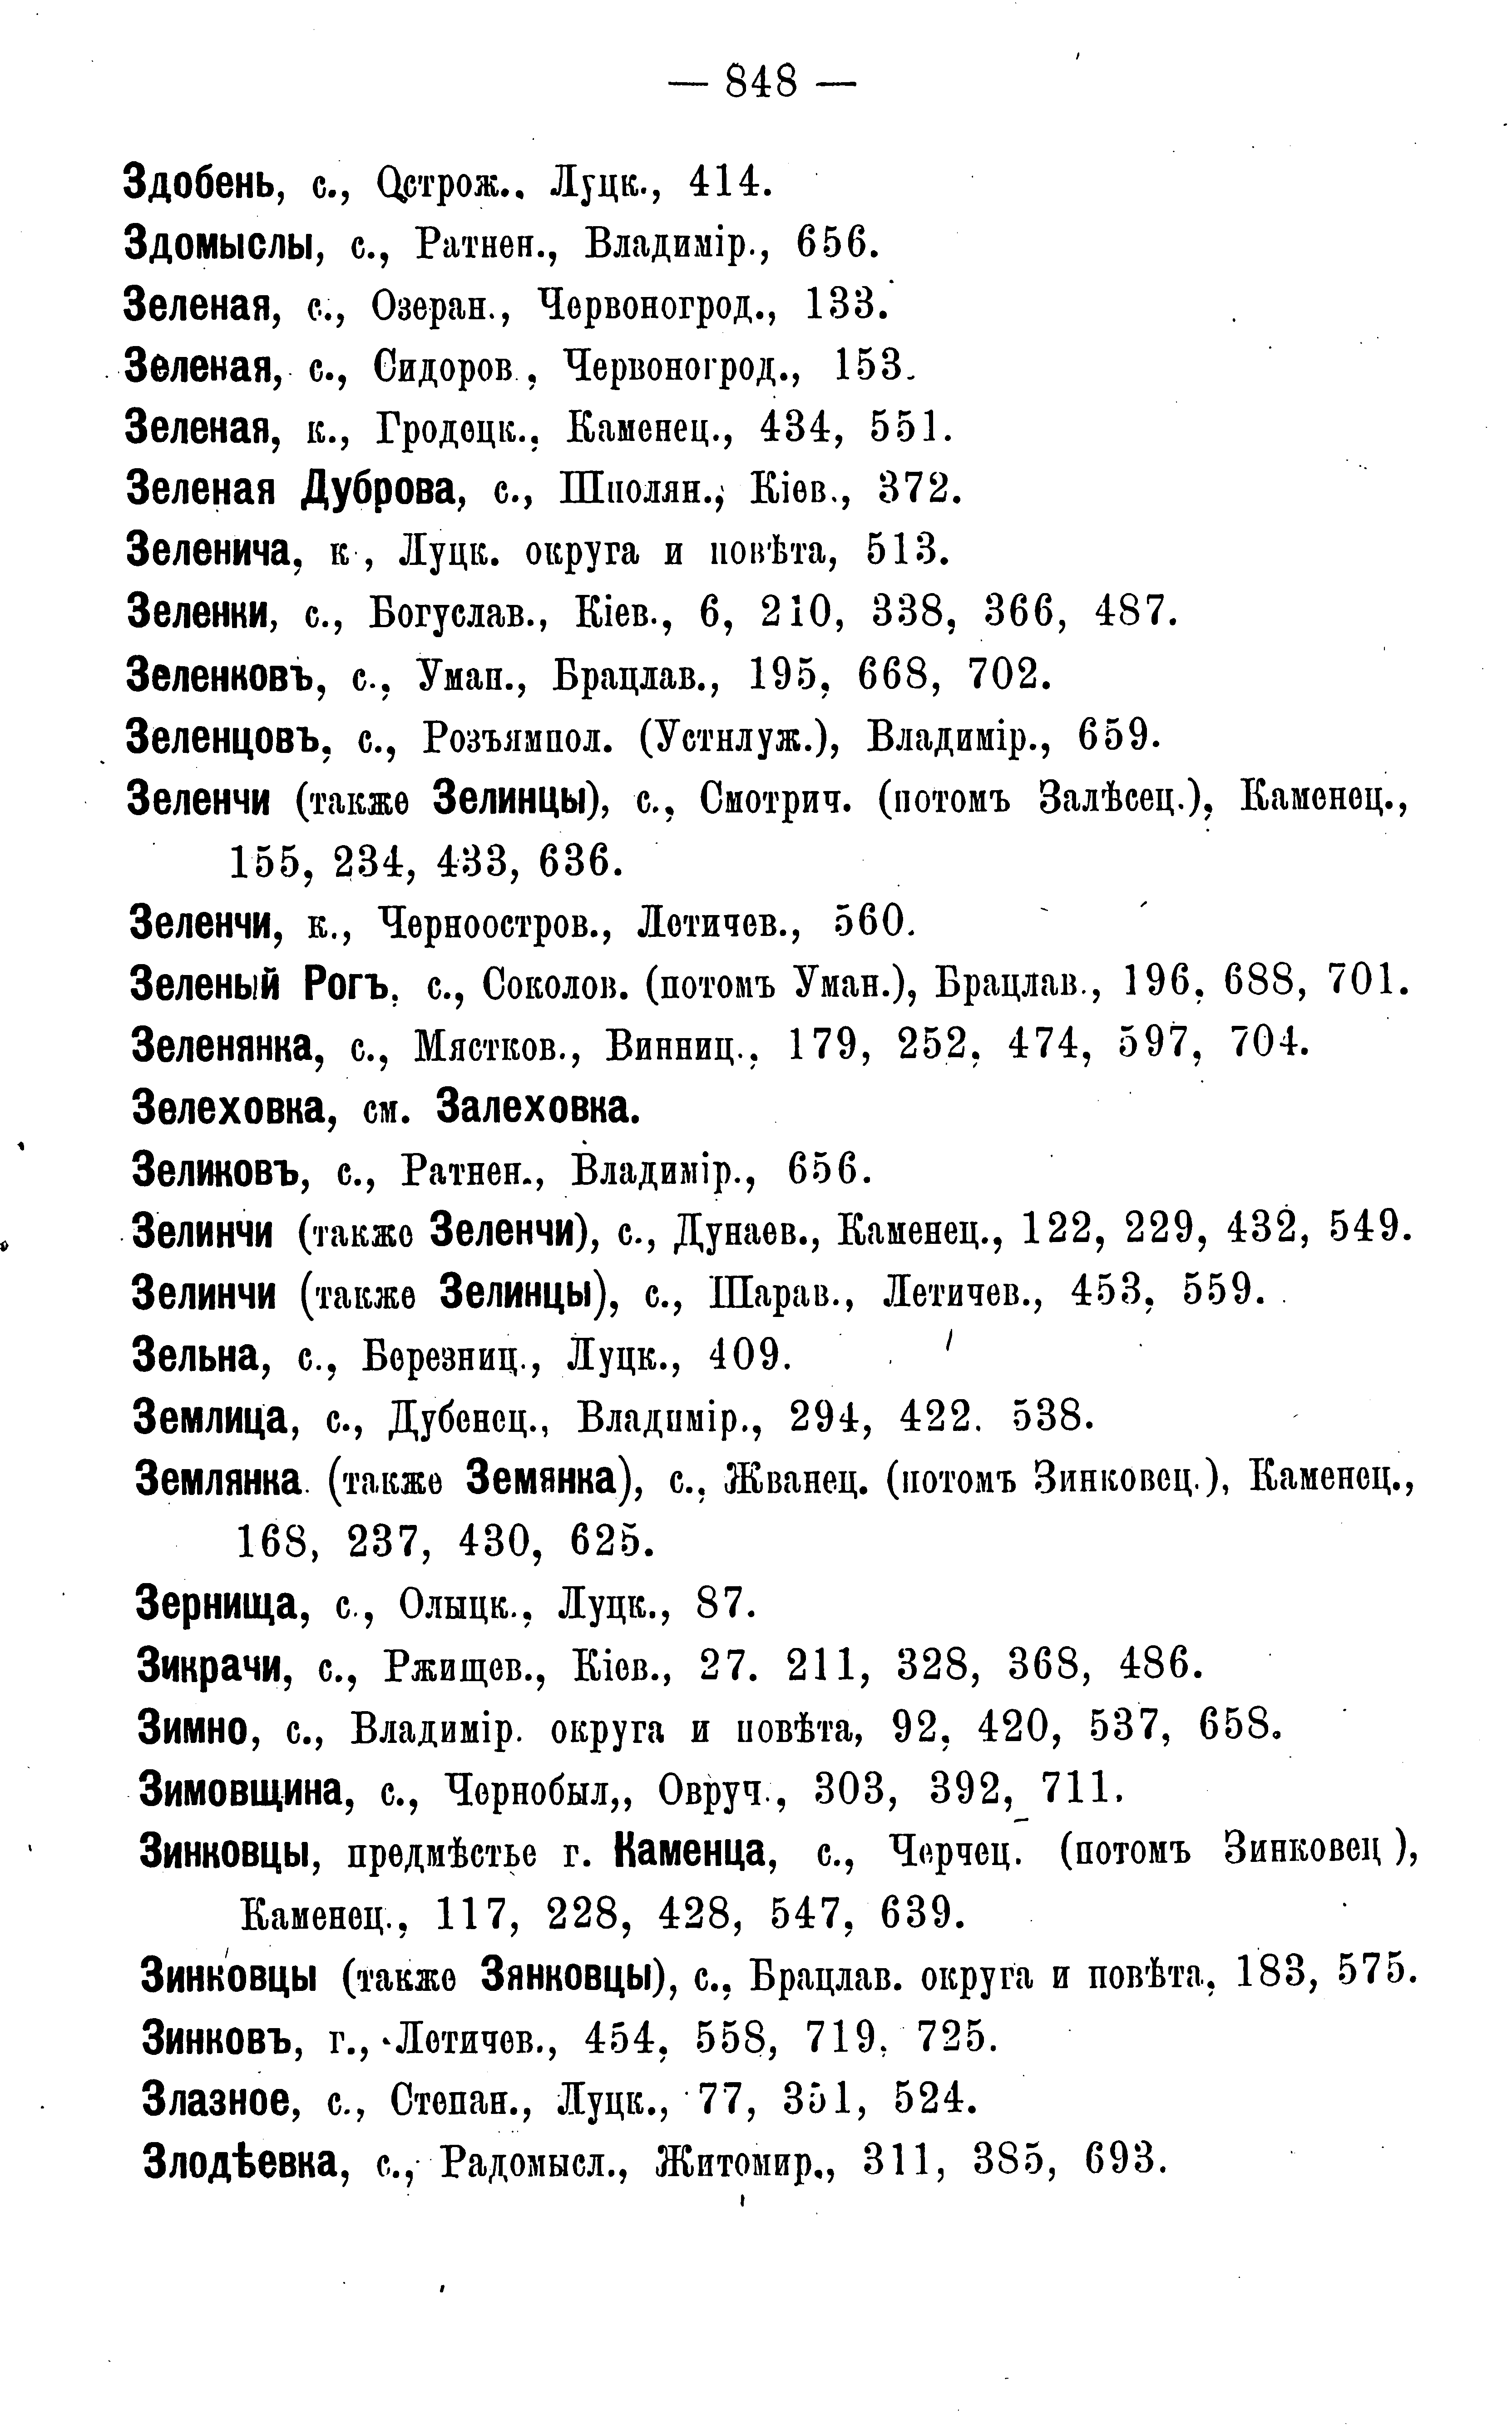 — 848 —
Здобень, с., Острож., Луцк., 414.
Здомыслы, с., Ратнен., Владимір., 656.
Зеленая, с., Озеран., Червоногрод., 133.
Зеленая, с., Сидоров., Червоногрод., 153.
Зеленая, к., Гродецк., Каменец., 434, 551.
Зеленая Дуброва, с., Шполян., Кіев., 372.
Зеленича, к., Луцк. округа и повѣта, 513.
Зеленки, с., Богуслав., Кіев., 6, 210, 338, 366, 487.
Зеленковъ, с., Уман., Брацлав., 195, 668, 702.
Зеленцовъ, с., Розъямпол. (Устилуж.), Владимір., 659.
Зеленчи (также Зелинцы), с., Смотрич. (потомъ Залѣсец.), Каменец.,
155, 234, 433, 636.
Зеленчи, к., Черноостров., Летичев., 560.
Зеленый Рогъ, с., Соколов. (потомъ Уман.), Брацлав., 196, 688, 701.
Зеленянка, с., Мястков., Винниц., 179, 252, 474, 597, 704.
Зелеховка, см. Залеховка.
Зеликовъ, с., Ратнен., Владимір., 656.
Зелинчи (также Зеленчи), с., Дунаев., Каменец., 122, 229, 432, 549.
Зелинчи (также Зелинцы), с., Шарав., Летичев., 453, 559.
Зельна, с., Березниц., Луцк., 409.
Землица, с., Дубенец., Владимір., 294, 422. 538.
Землянка (также Земянка), с., Жванец. (потомъ Зинковец.), Каменец.,
168, 237, 430, 625.
Зернища, с., Олыцк., Луцк., 87.
Зикрачи, с., Ржищев., Кіев., 27. 211, 328, 368, 486.
Зимно, с., Владимір. округа и повѣта, 92, 420, 537, 658.
Зимовщина, с., Чернобыл,, Овруч., 303, 392, 711.
Зинковцы, предмѣстье г. Каменца, с., Черчец. (потомъ Зинковец ),
Каменец., 117, 228, 428, 547, 639.
Зинковцы (также Зянковцы), с., Брацлав. округа и повѣта, 183, 575.
Зинковъ, г., Летичев., 454, 558, 719, 725.
Злазное, с., Степан., Луцк., 77, 351, 524.
Злодѣевка, с., Радомысл., Житомир., 311, 385, 693.